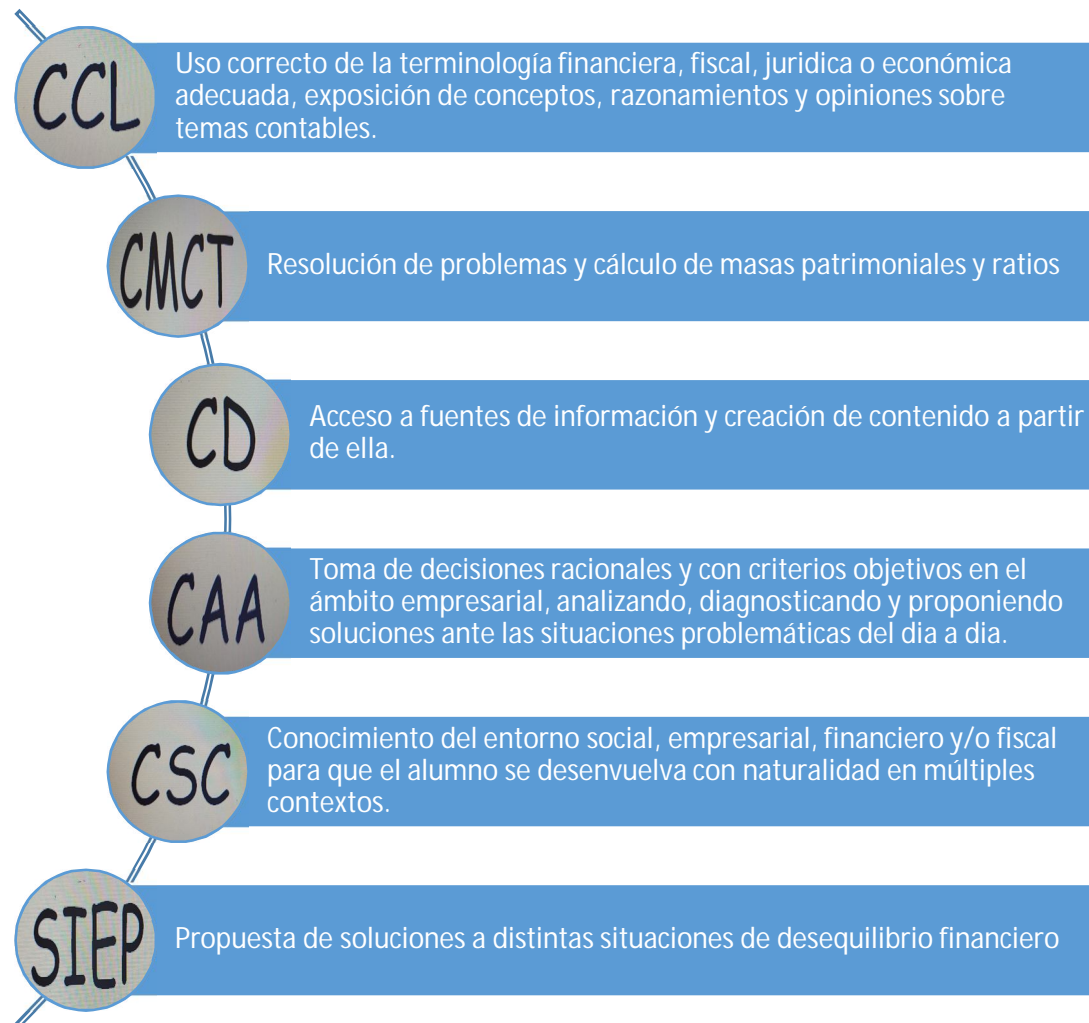 CCL
Uso correcto de la terminología financiera, fiscal, juridica o económica
adecuada, exposición de conceptos, razonamientos y opiniones sobre
temas contables.
CMCT
Resolución de problemas y cálculo de masas patrimoniales y ratios
CD
Acceso a fuentes de información y creación de contenido a partir
de ella.
CAA
Toma de decisiones racionales y con criterios objetivos en el
ámbito empresarial, analizando, diagnosticando y proponiendo
soluciones ante las situaciones problemáticas del dia a dia.
CSC
Conocimiento del entorno social, empresarial, financiero y/o fiscal
para que el alumno se desenvuelva con naturalidad en múltiples
contextos.
SIEP
Propuesta de soluciones a distintas situaciones de desequilibrio financiero